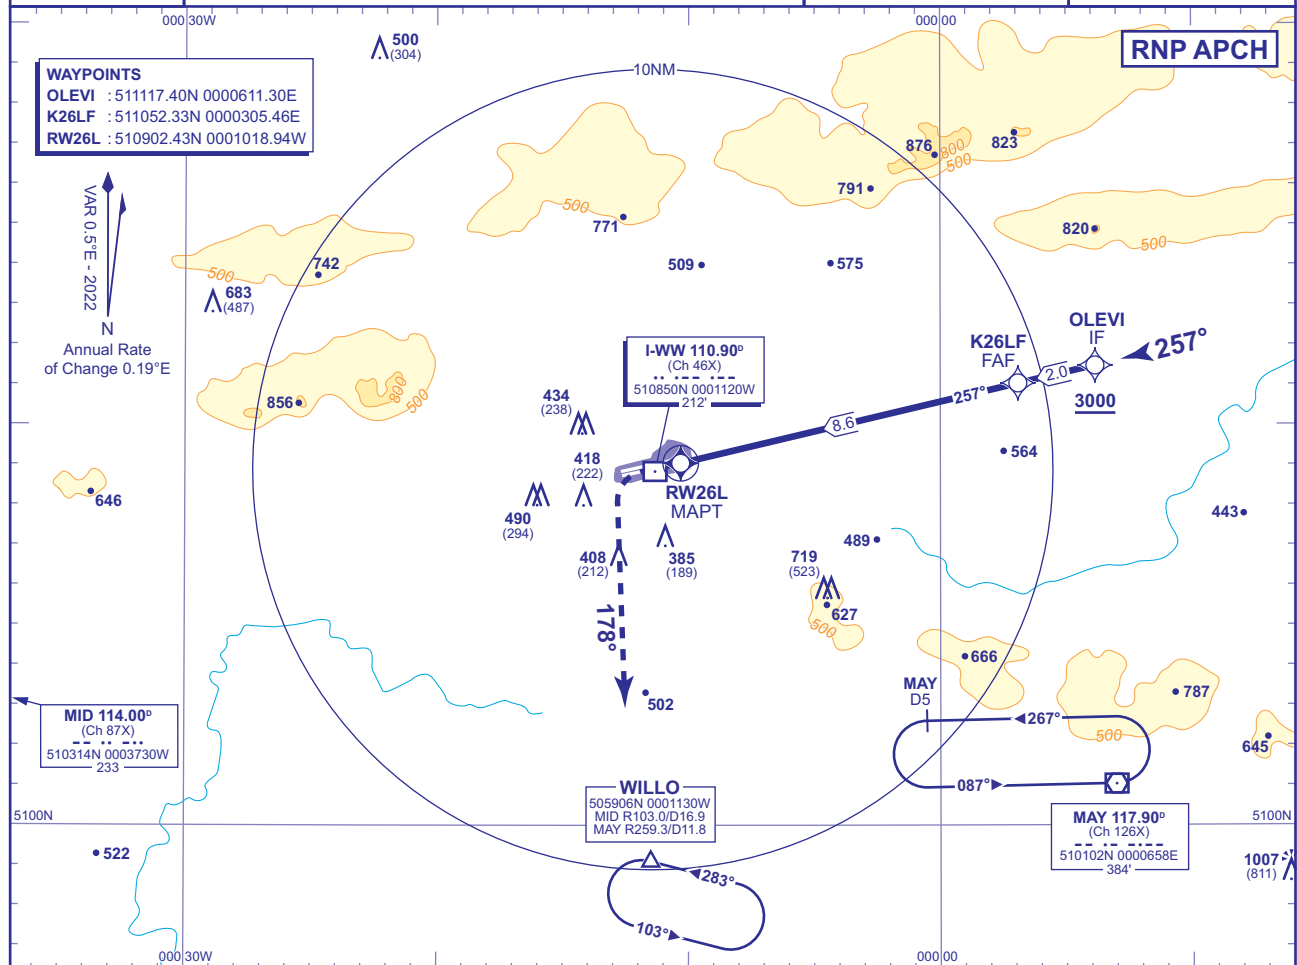 000 30W
000 00
RNP APCH
500
(304)
10NM
WAYPOINTS
OLEVI : 511117.40N 0000611.30E
K26LF : 511052.33N 0000305.46E
RW26L : 510902.43N 0001018.94W
VAR 0.5°E - 2022
N
Annual Rate
of Change 0.19°E
876
800
500
823
791
500
771
820
500
509
575
742
500
683
(487)
OLEVI
IF
257°
K26LF
FAF
2.0
3000
257°
8.6
I-WW 110.90ᴰ
(Ch 46X)
·· ·-- ·--
510850N 0001120W
212'
856
800
500
434
(238)
418
(222)
564
RW26L
MAPT
646
490
(294)
443
489
408
(212)
385
(189)
719
(523)
627
500
178°
666
502
MAY
D5
787
267°
500
645
087°
MID 114.00ᴰ
(Ch 87X)
-- ·· -··
510314N 0003730W
233
WILLO
505906N 0001130W
MID R103.0/D16.9
MAY R259.3/D11.8
MAY 117.90ᴰ
(Ch 126X)
-- ·- -·--
510102N 0000658E
384'
5100N
5100N
522
1007
(811)
283°
103°
000 30W
000 00